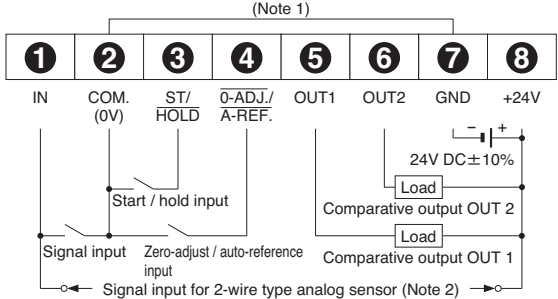 (Note 1)
1 2 3 4 5 6 7 8
IN COM. (0V) ST/HOLD 0-ADJ./A-REF. OUT1 OUT2 GND +24V
− +
24V DC±10%
Load
Start / hold input
Comparative output OUT 2
Load
Signal input
Zero-adjust / auto-reference
input
Comparative output OUT 1
Signal input for 2-wire type analog sensor (Note 2)